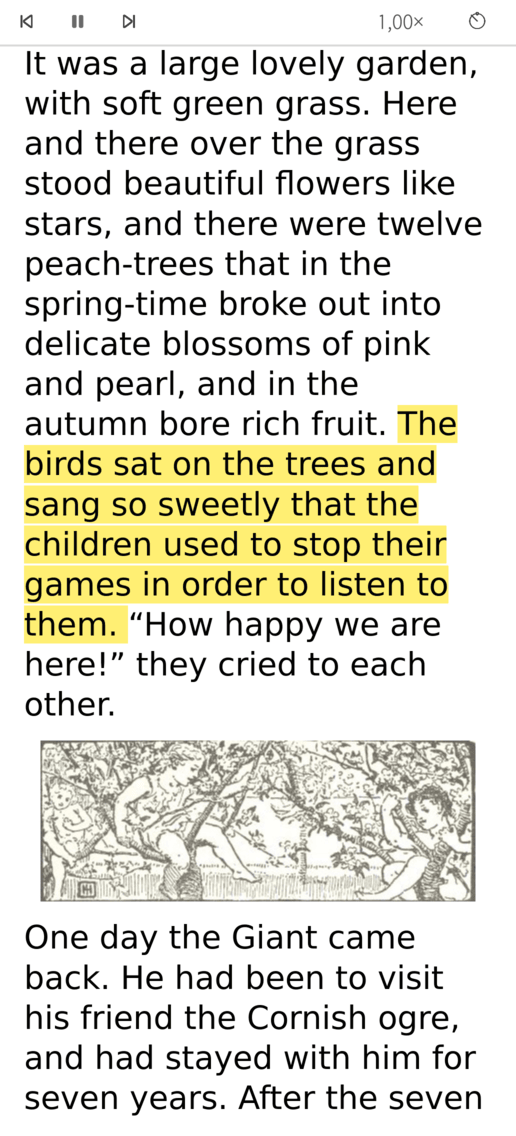 1,00×
It was a large lovely garden,
with soft green grass. Here
and there over the grass
stood beautiful flowers like
stars, and there were twelve
peach-trees that in the
spring-time broke out into
delicate blossoms of pink
and pearl, and in the
autumn bore rich fruit. The
birds sat on the trees and
sang so sweetly that the
children used to stop their
games in order to listen to
them. “How happy we are
here!” they cried to each
other.
One day the Giant came
back. He had been to visit
his friend the Cornish ogre,
and had stayed with him for
seven years. After the seven